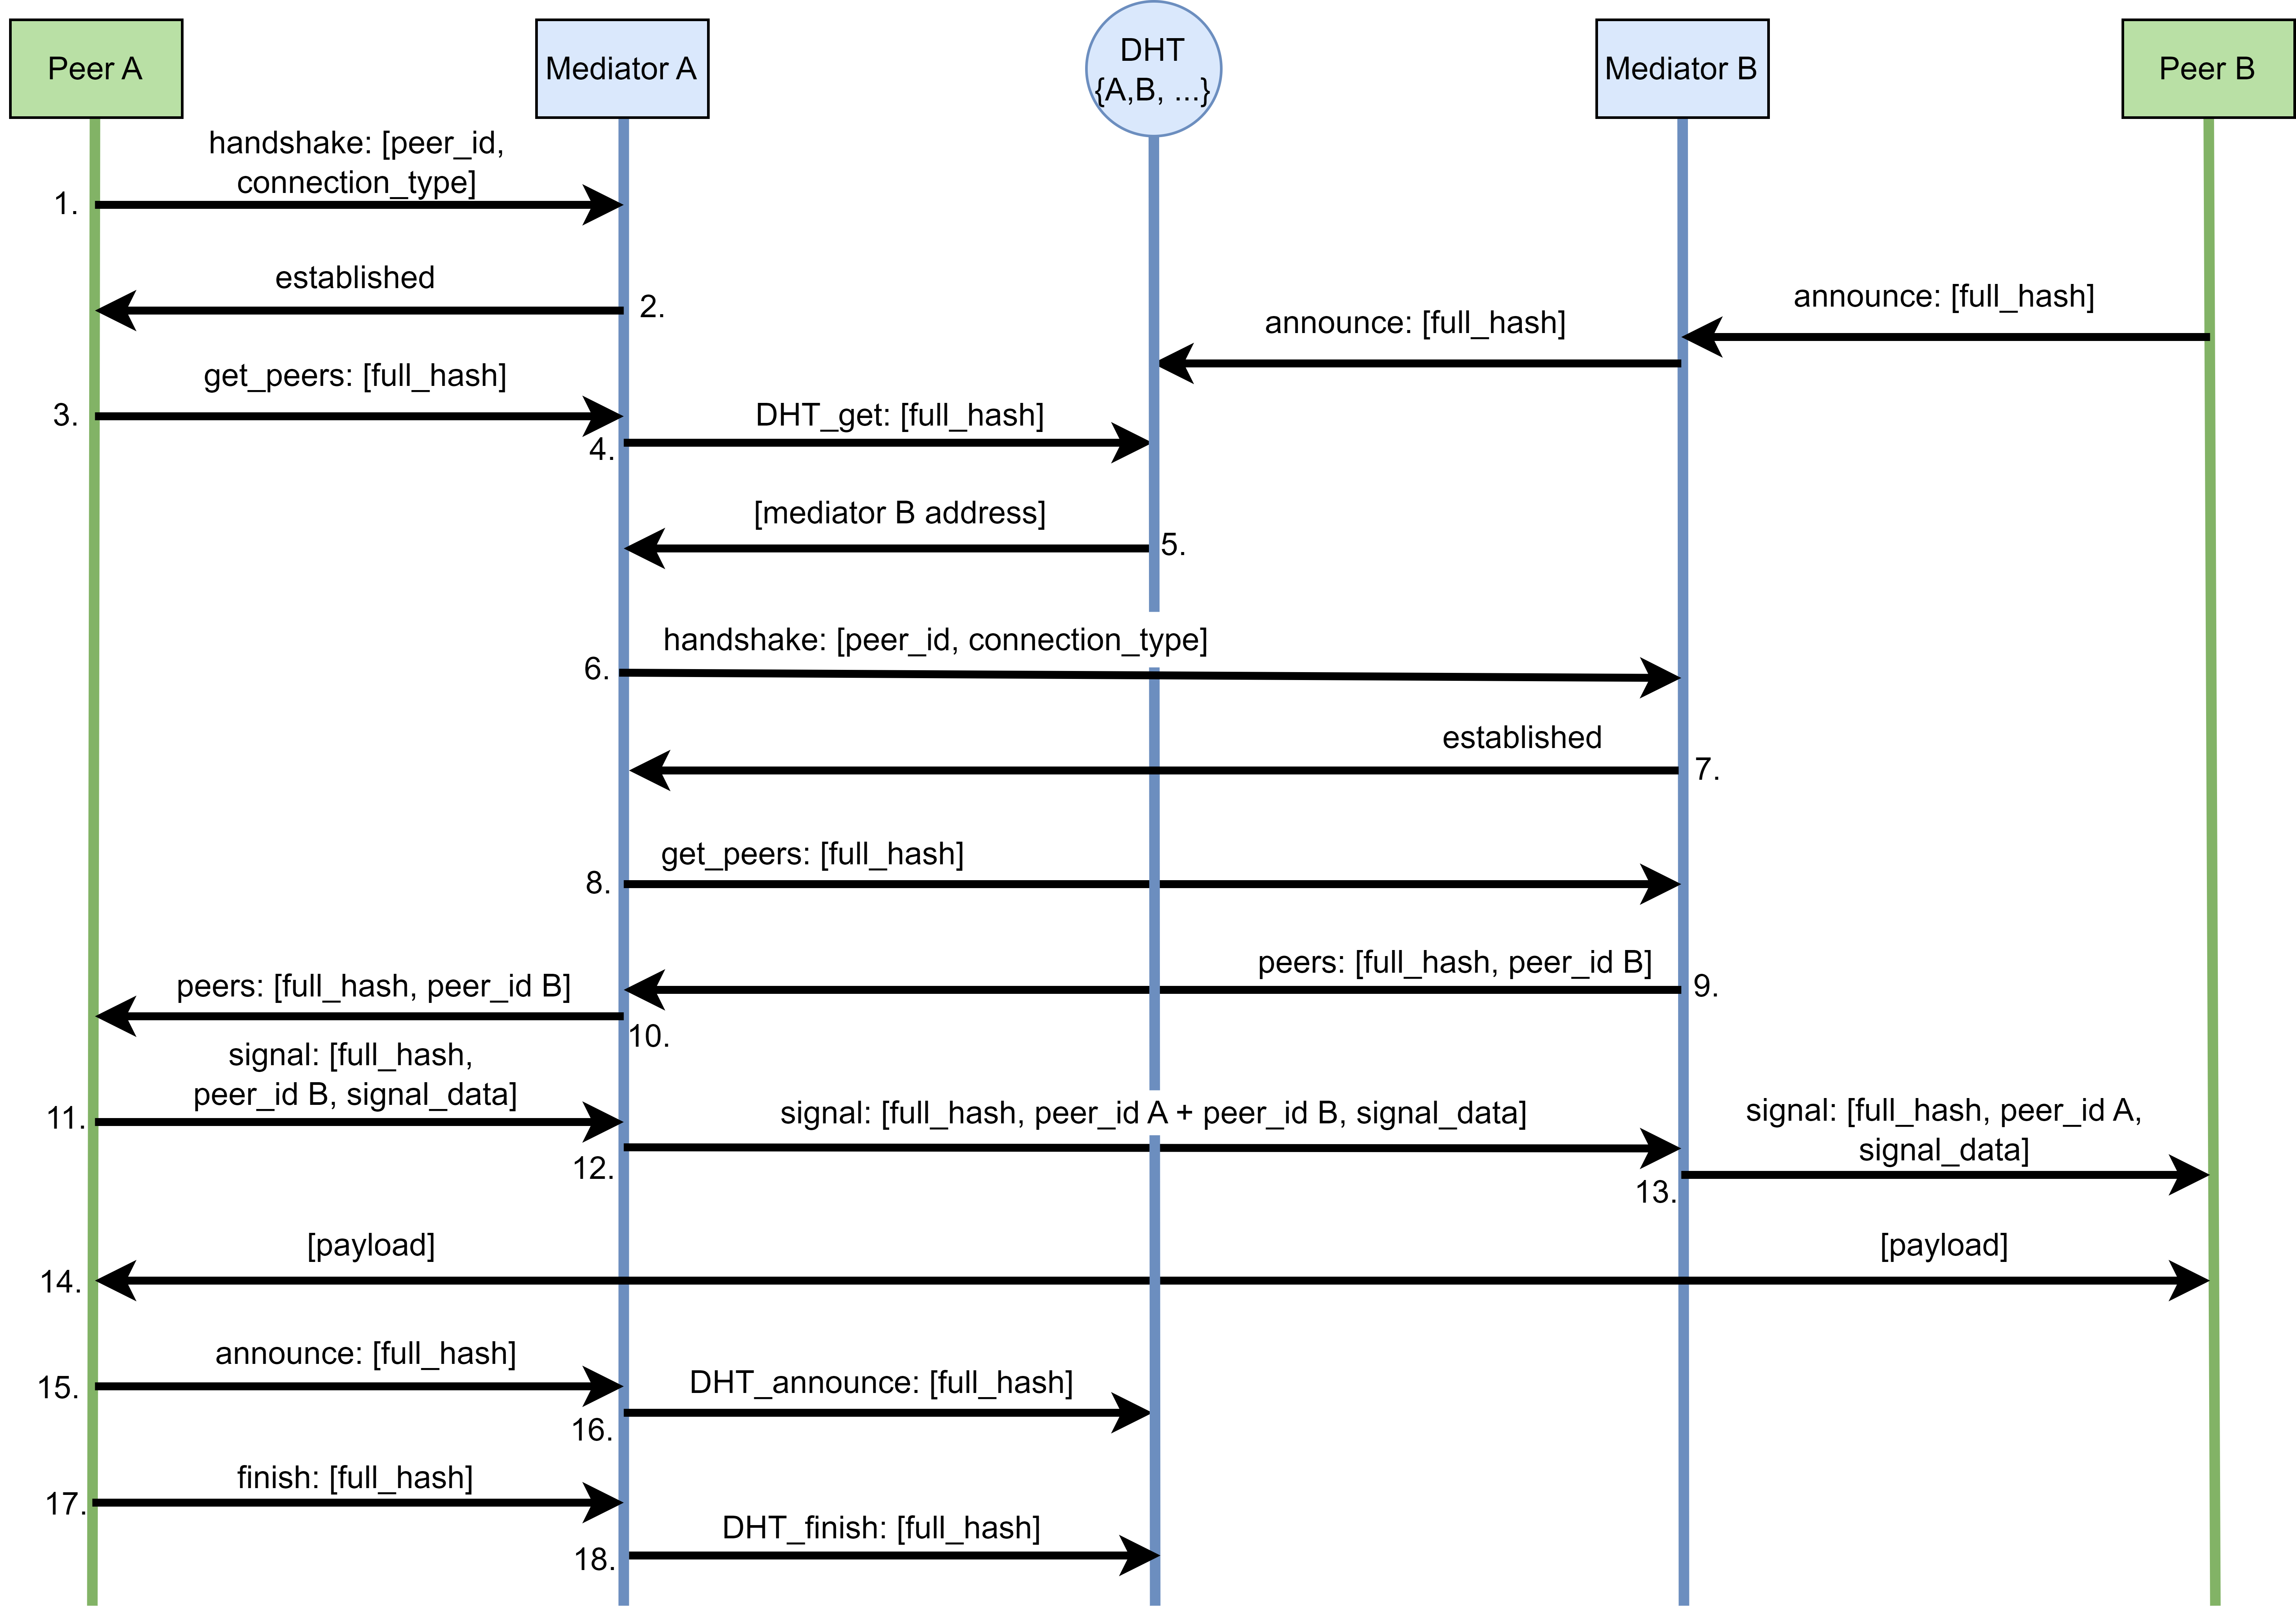 Peer A
Mediator A
DHT
{A,B, ...}
Mediator B
Peer B
handshake: [peer_id,
connection_type]
1.
established
2.
announce: [full_hash]
announce: [full_hash]
get_peers: [full_hash]
3.
DHT_get: [full_hash]
4.
[mediator B address]
5.
handshake: [peer_id, connection_type]
6.
established
7.
get_peers: [full_hash]
8.
peers: [full_hash, peer_id B]
9.
peers: [full_hash, peer_id B]
10.
signal: [full_hash,
peer_id B, signal_data]
11.
signal: [full_hash, peer_id A + peer_id B, signal_data]
12.
signal: [full_hash, peer_id A,
signal_data]
13.
[payload]
[payload]
14.
announce: [full_hash]
15.
DHT_announce: [full_hash]
16.
finish: [full_hash]
17.
DHT_finish: [full_hash]
18.